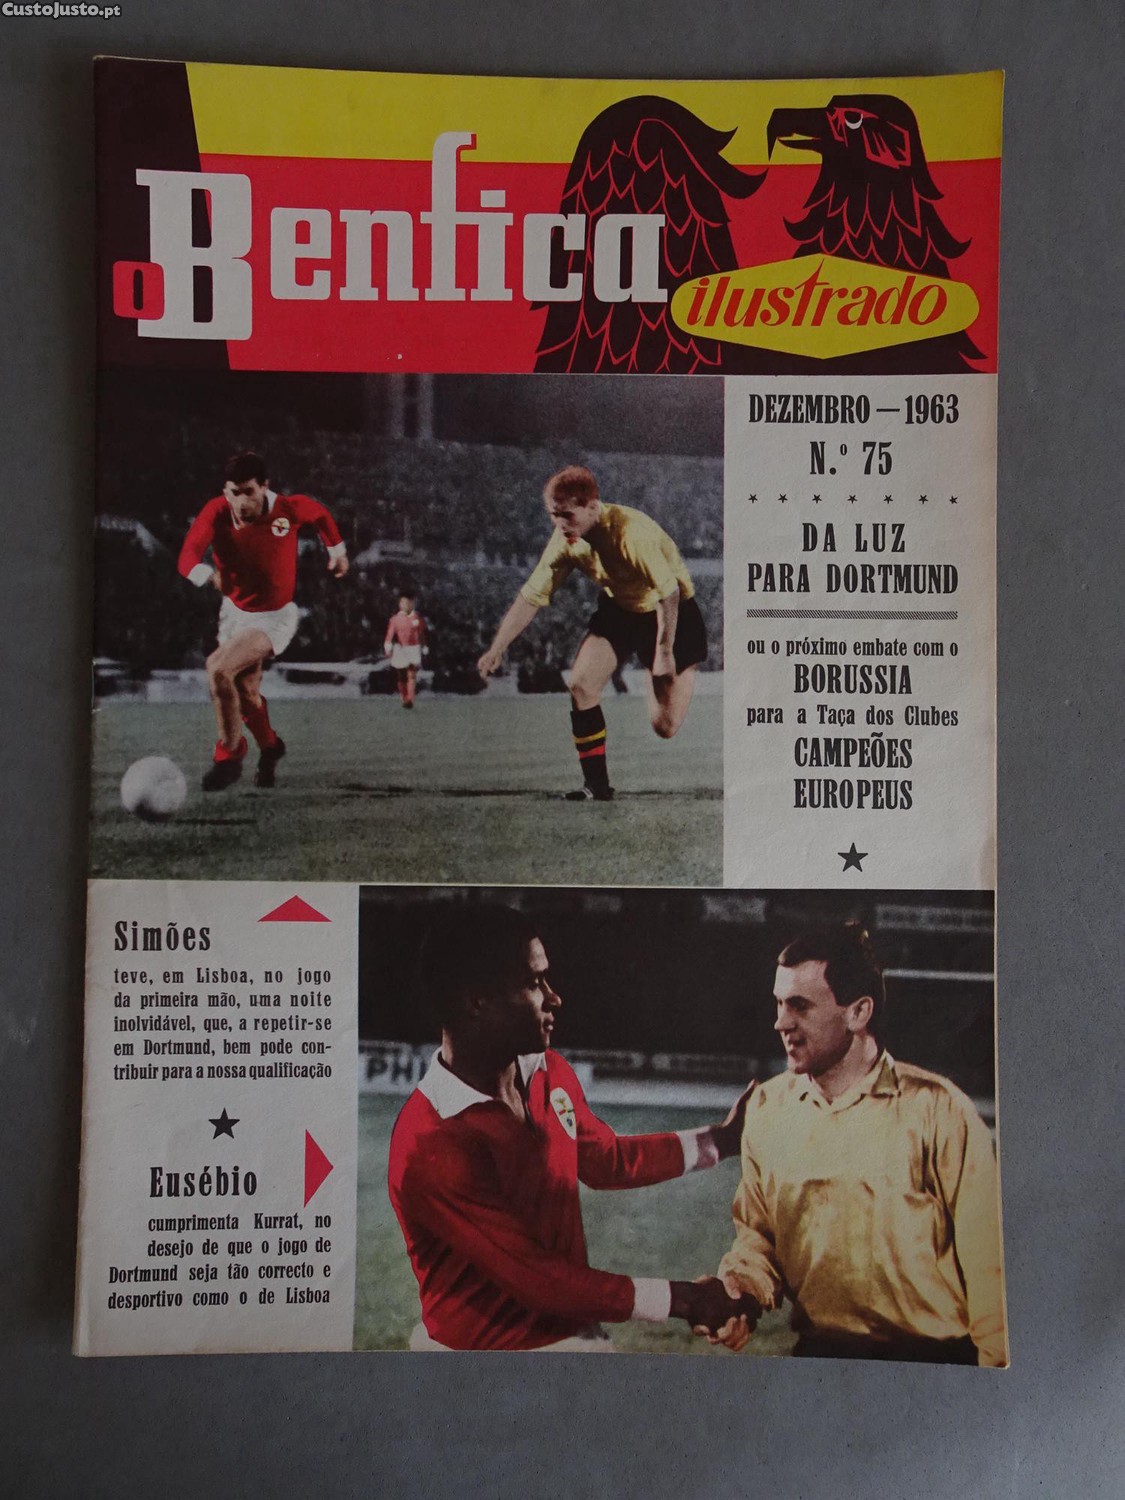 CustoJusto.pt
o Benfica
ilustrado
DEZEMBRO — 1963
N.º 75
DA LUZ
PARA DORTMUND
ou o próximo embate com o
BORUSSIA
para a Taça dos Clubes
CAMPEÕES
EUROPEUS
Simões
teve, em Lisboa, no jogo
da primeira mão, uma noite
inolvidável, que, a repetir-se
em Dortmund, bem pode con-
tribuir para a nossa qualificação
Eusébio
cumprimenta Kurrat, no
desejo de que o jogo de
Dortmund seja tão correcto e
desportivo como o de Lisboa
PHI